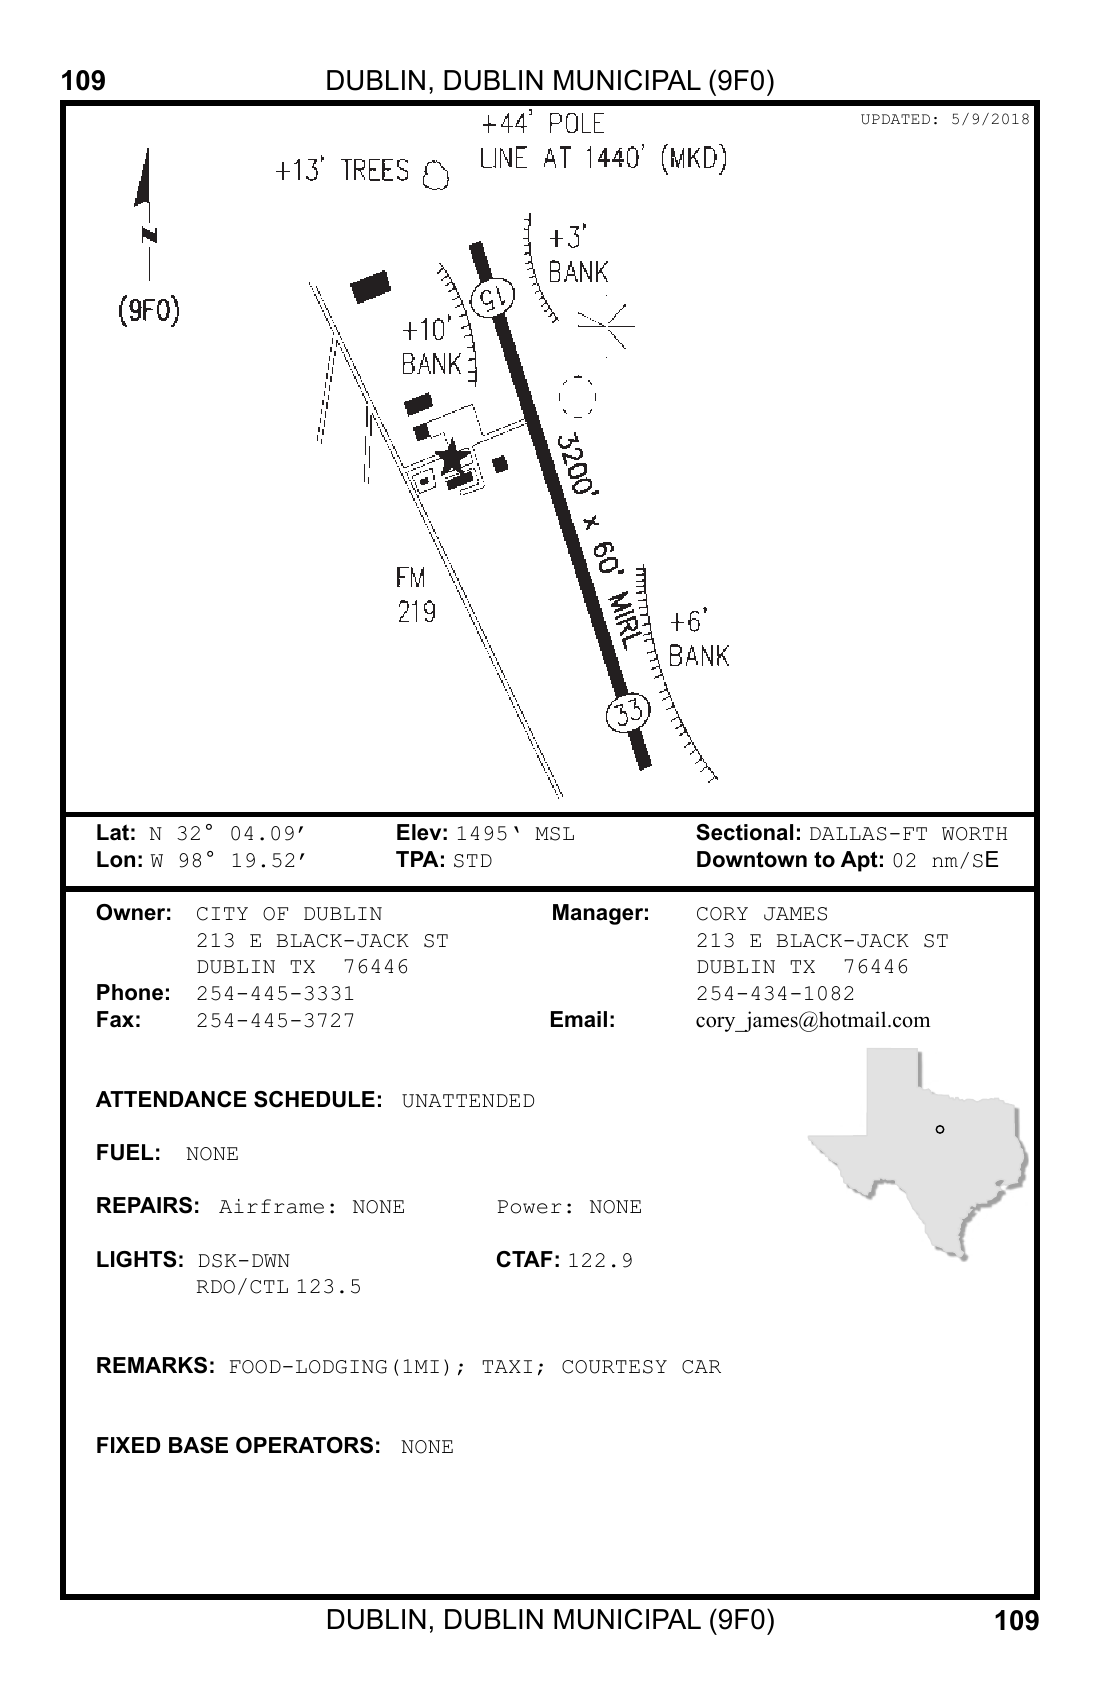 109 DUBLIN, DUBLIN MUNICIPAL (9F0)
UPDATED: 5/9/2018
+44' POLE
LINE AT 1440' (MKD)
+13' TREES
N
(9F0)
+3'
BANK
15
+10'
BANK
3200' x 60' MIRL
FM
219
+6'
BANK
33
Lat: N 32° 04.09′ Elev: 1495‛ MSL Sectional: DALLAS-FT WORTH
Lon: W 98° 19.52′ TPA: STD Downtown to Apt: 02 nm/SE
Owner: CITY OF DUBLIN Manager: CORY JAMES
213 E BLACK-JACK ST 213 E BLACK-JACK ST
DUBLIN TX 76446 DUBLIN TX 76446
Phone: 254-445-3331 254-434-1082
Fax: 254-445-3727 Email: cory_james@hotmail.com
ATTENDANCE SCHEDULE: UNATTENDED
FUEL: NONE
REPAIRS: Airframe: NONE Power: NONE
LIGHTS: DSK-DWN CTAF: 122.9
RDO/CTL 123.5
REMARKS: FOOD-LODGING(1MI); TAXI; COURTESY CAR
FIXED BASE OPERATORS: NONE
DUBLIN, DUBLIN MUNICIPAL (9F0) 109